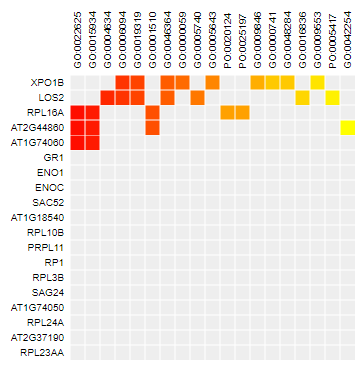 GO0022625
GO0015934
GO0004634
GO0006094
GO0019319
GO0001510
GO0046364
GO0000059
GO0005740
GO0005643
PO0020124
PO0025197
GO0009846
GO0000741
GO0048284
GO0016836
GO0009553
PO0005417
GO0042254
XPO1B
LOS2
RPL16A
AT2G44860
AT1G74060
GR1
ENO1
ENOC
SAC52
AT1G18540
RPL10B
PRPL11
RP1
RPL3B
SAG24
AT1G74050
RPL24A
AT2G37190
RPL23AA